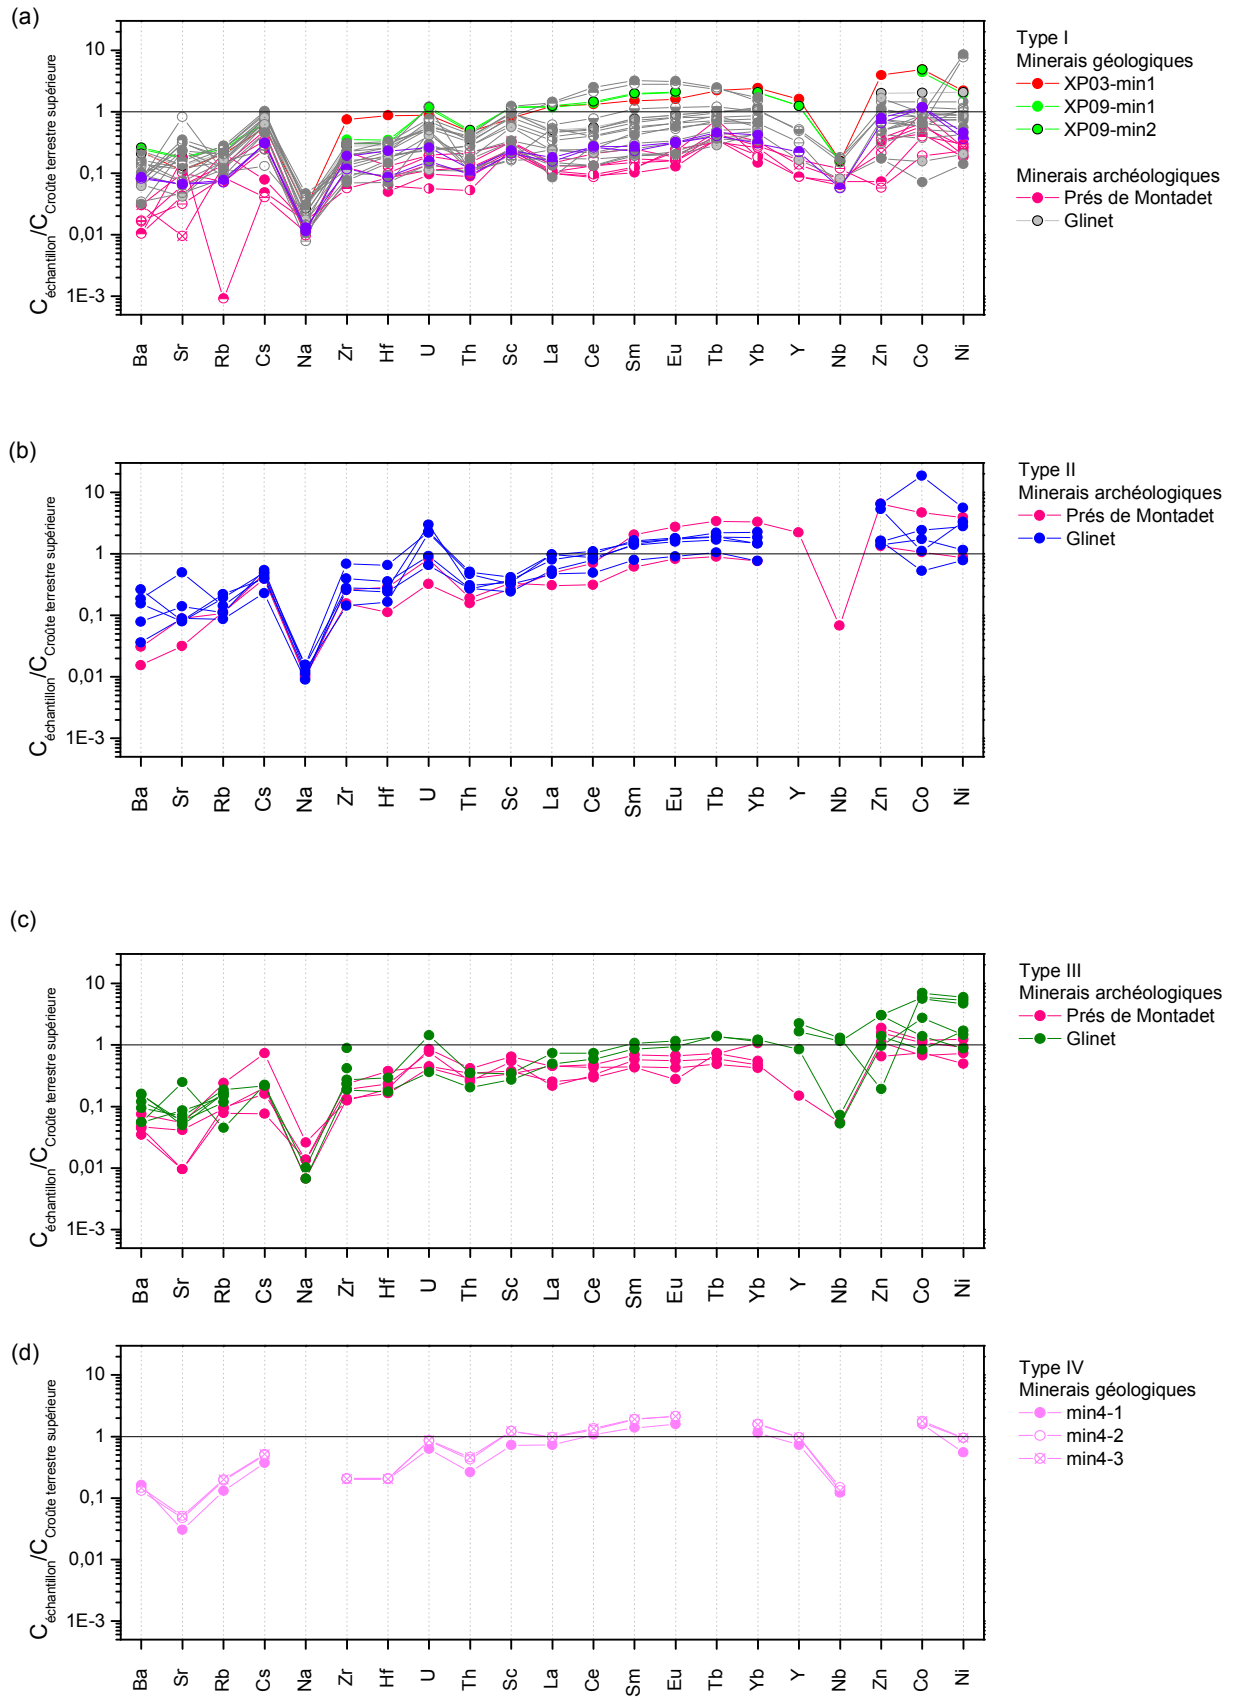 (a)
10
1
0,1
0,01
1E-3
C échantillon/C Croûte terrestre supérieure
Ba Sr Rb Cs Na Zr Hf U Th Sc La Ce Sm Eu Tb Yb Y Nb Zn Co Ni
Type I
Minerais géologiques
XP03-min1
XP09-min1
XP09-min2
Minerais archéologiques
Prés de Montadet
Glinet
(b)
10
1
0,1
0,01
1E-3
C échantillon/C Croûte terrestre supérieure
Ba Sr Rb Cs Na Zr Hf U Th Sc La Ce Sm Eu Tb Yb Y Nb Zn Co Ni
Type II
Minerais archéologiques
Prés de Montadet
Glinet
(c)
10
1
0,1
0,01
1E-3
C échantillon/C Croûte terrestre supérieure
Ba Sr Rb Cs Na Zr Hf U Th Sc La Ce Sm Eu Tb Yb Y Nb Zn Co Ni
Type III
Minerais archéologiques
Prés de Montadet
Glinet
(d)
10
1
0,1
0,01
1E-3
C échantillon/C Croûte terrestre supérieure
Ba Sr Rb Cs Na Zr Hf U Th Sc La Ce Sm Eu Tb Yb Y Nb Zn Co Ni
Type IV
Minerais géologiques
min4-1
min4-2
min4-3